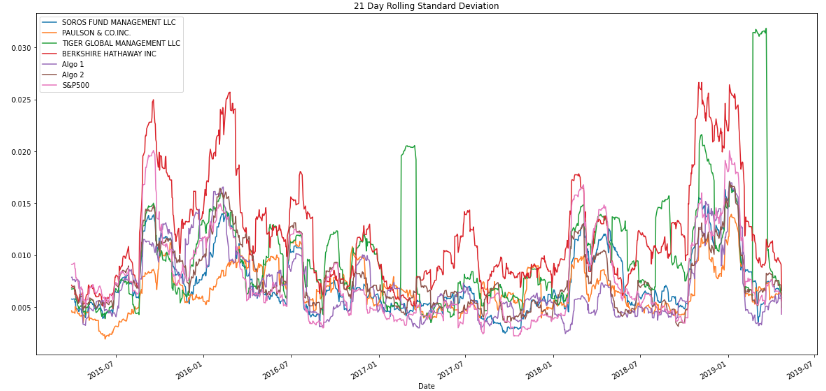 21 Day Rolling Standard Deviation
SOROS FUND MANAGEMENT LLC
PAULSON & CO.INC.
TIGER GLOBAL MANAGEMENT LLC
BERKSHIRE HATHAWAY INC
Algo 1
Algo 2
S&P500
0.030
0.025
0.020
0.015
0.010
0.005
2015-07
2016-01
2016-07
2017-01
2017-07
2018-01
2018-07
2019-01
2019-07
Date